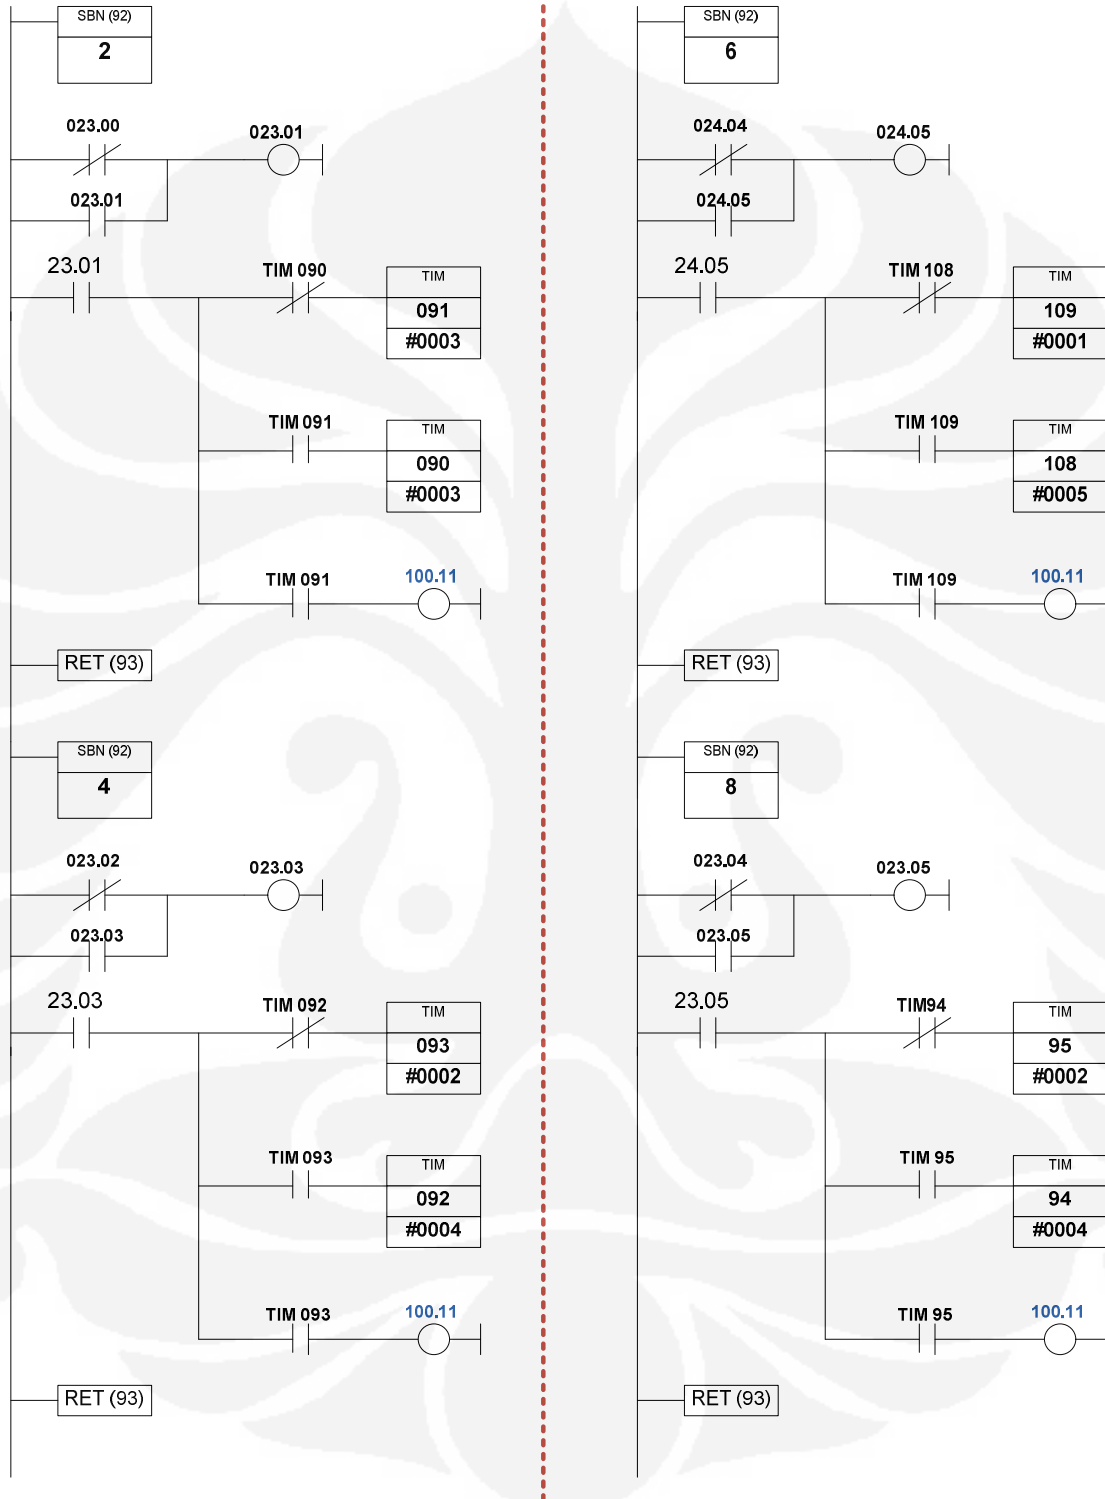 SBN (92)
2
023.00
023.01
023.01
23.01
TIM 090
TIM
091
#0003
TIM 091
TIM
090
#0003
TIM 091
100.11
RET (93)
SBN (92)
4
023.02
023.03
023.03
23.03
TIM 092
TIM
093
#0002
TIM 093
TIM
092
#0004
TIM 093
100.11
RET (93)
SBN (92)
6
024.04
024.05
024.05
24.05
TIM 108
TIM
109
#0001
TIM 109
TIM
108
#0005
TIM 109
100.11
RET (93)
SBN (92)
8
023.04
023.05
023.05
23.05
TIM94
TIM
95
#0002
TIM 95
TIM
94
#0004
TIM 95
100.11
RET (93)